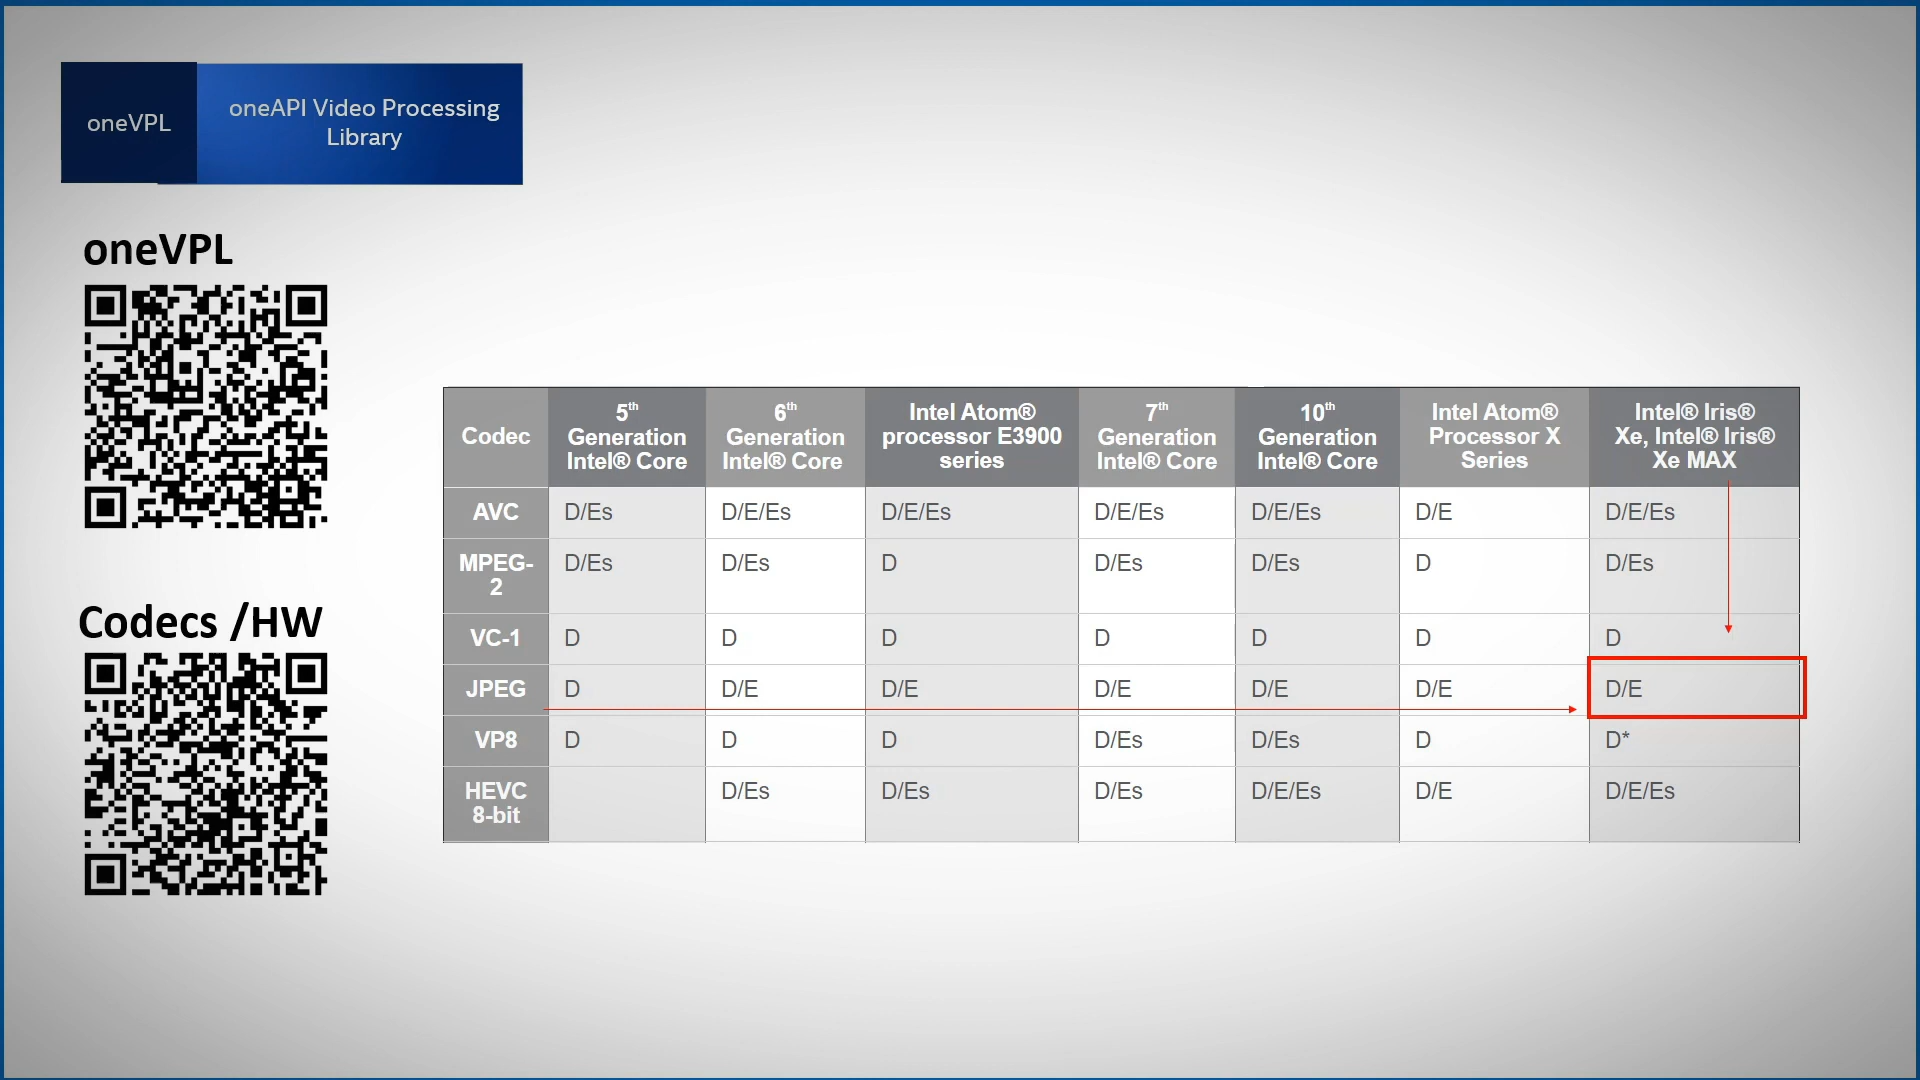 oneVPL
oneAPI Video Processing
Library
oneVPL
Codecs /HW
Codec
5th
Generation
Intel® Core
6th
Generation
Intel® Core
Intel Atom®
processor E3900
series
7th
Generation
Intel® Core
10th
Generation
Intel® Core
Intel Atom®
Processor X
Series
Intel® Iris®
Xe, Intel® Iris®
Xe MAX
AVC D/Es D/E/Es D/E/Es D/E/Es D/E/Es D/E D/E/Es
MPEG-
2
D/Es D/Es D D/Es D/Es D D/Es
VC-1 D D D D D D D
JPEG D D/E D/E D/E D/E D/E D/E
VP8 D D D D/Es D/Es D D*
HEVC
8-bit
D/Es D/Es D/Es D/E/Es D/E D/E/Es